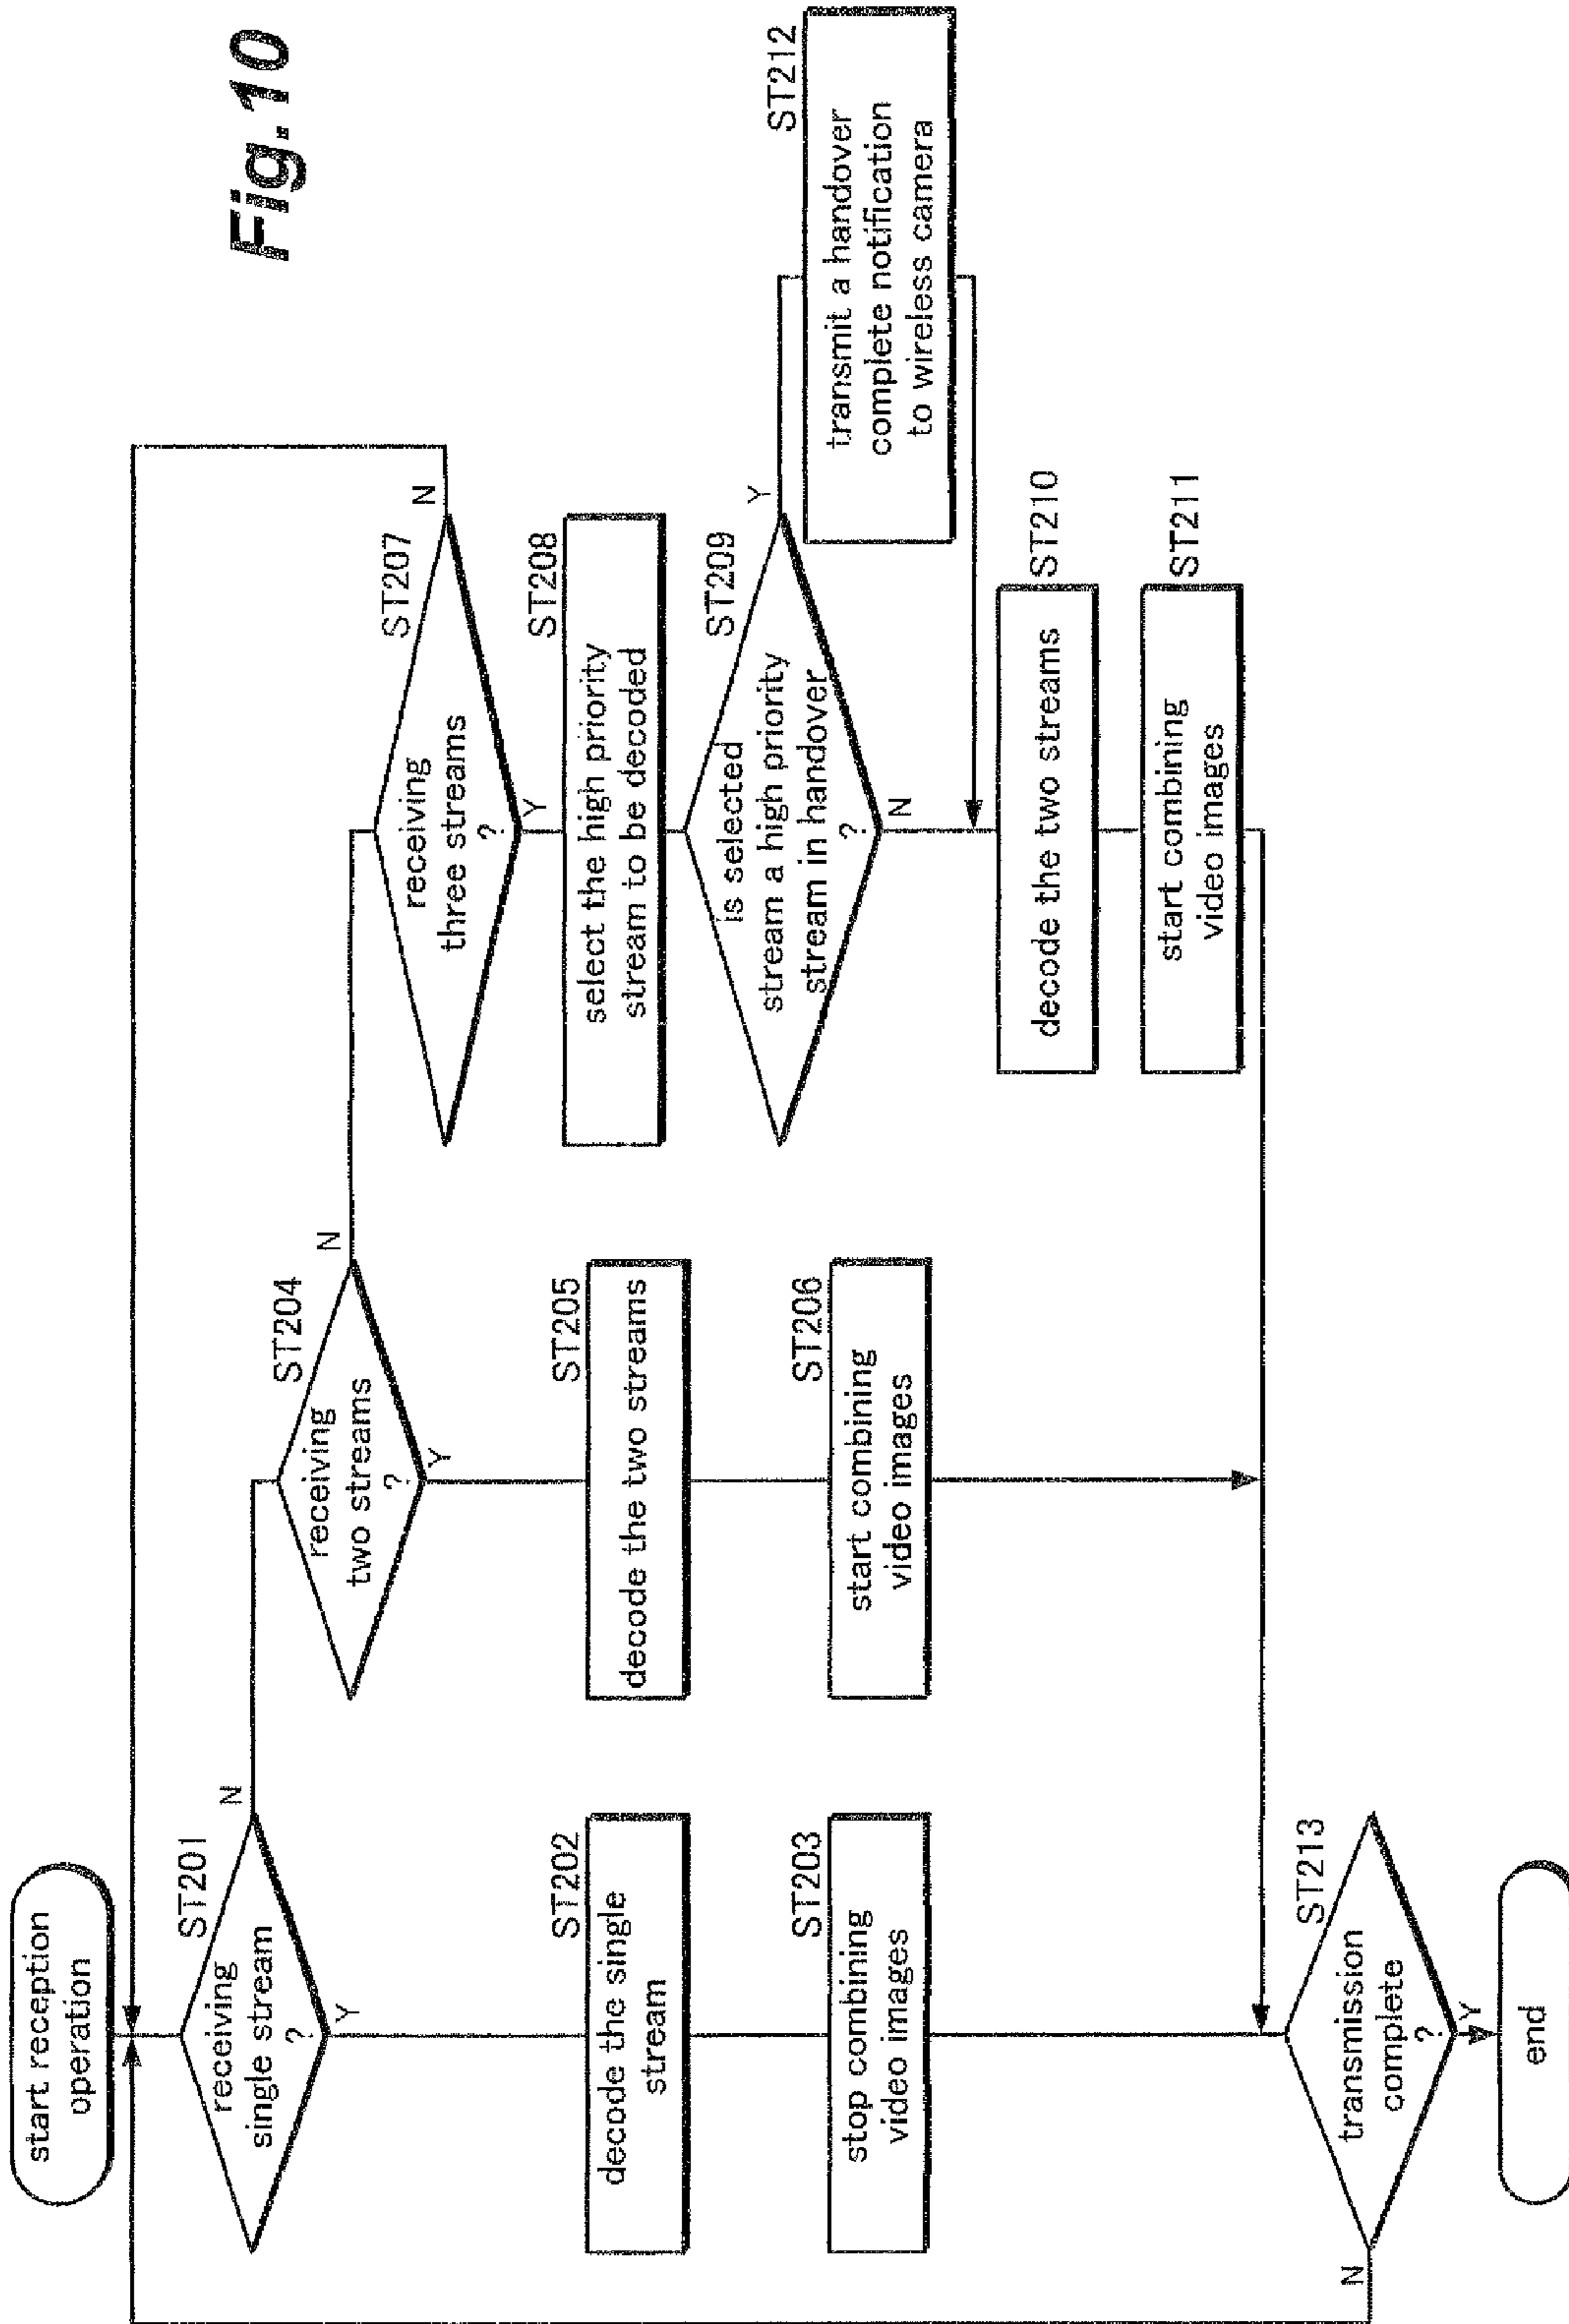 Fig.10
start reception
operation
ST201
receiving
single stream
?
N
Y
ST202
decode the single
stream
ST203
stop combining
video images
ST204
receiving
two streams
?
N
Y
ST205
decode the two streams
ST206
start combining
video images
ST207
receiving
three streams
?
N
Y
ST208
select the high priority
stream to be decoded
ST209
is selected
stream a high priority
stream in handover
?
Y
N
ST212
transmit a handover
complete notification
to wireless camera
ST210
decode the two streams
ST211
start combining
video images
ST213
transmission
complete
?
N
Y
end